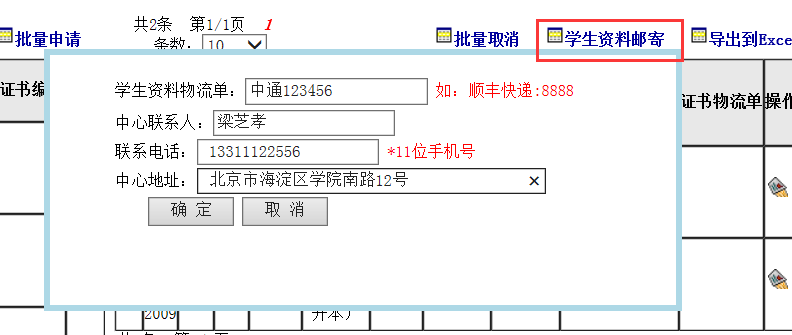 共2条 第1/1页 1
批量申请 条数: 10 批量取消 学生资料邮寄 导出到Exce
证书编 证书物流单 操作
学生资料物流单: 中通123456 如: 顺丰快递:8888
中心联系人: 梁芝孝
联系电话: 13311122556 *11位手机号
中心地址: 北京市海淀区学院南路12号 ×
确 定 取 消
2009 升本）